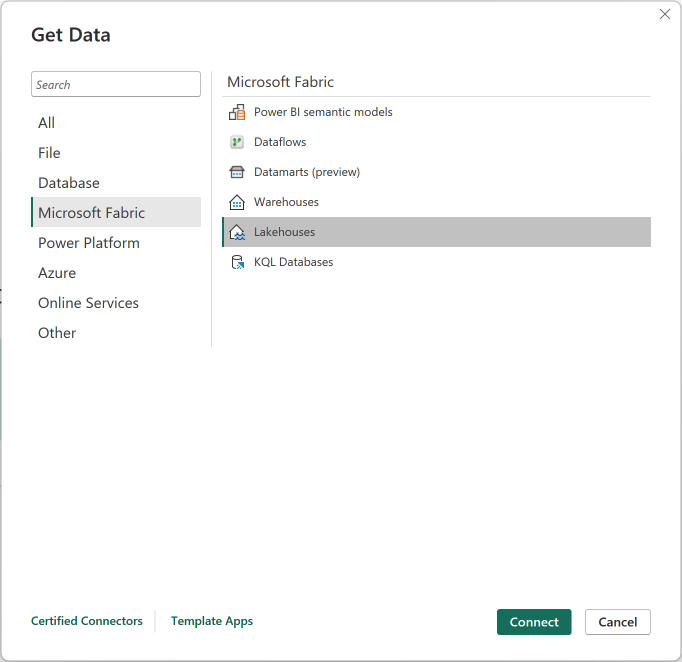 Get Data
Search
All
File
Database
Microsoft Fabric
Power Platform
Azure
Online Services
Other
Microsoft Fabric
Power BI semantic models
Dataflows
Datamarts (preview)
Warehouses
Lakehouses
KQL Databases
Certified Connectors
Template Apps
Connect
Cancel